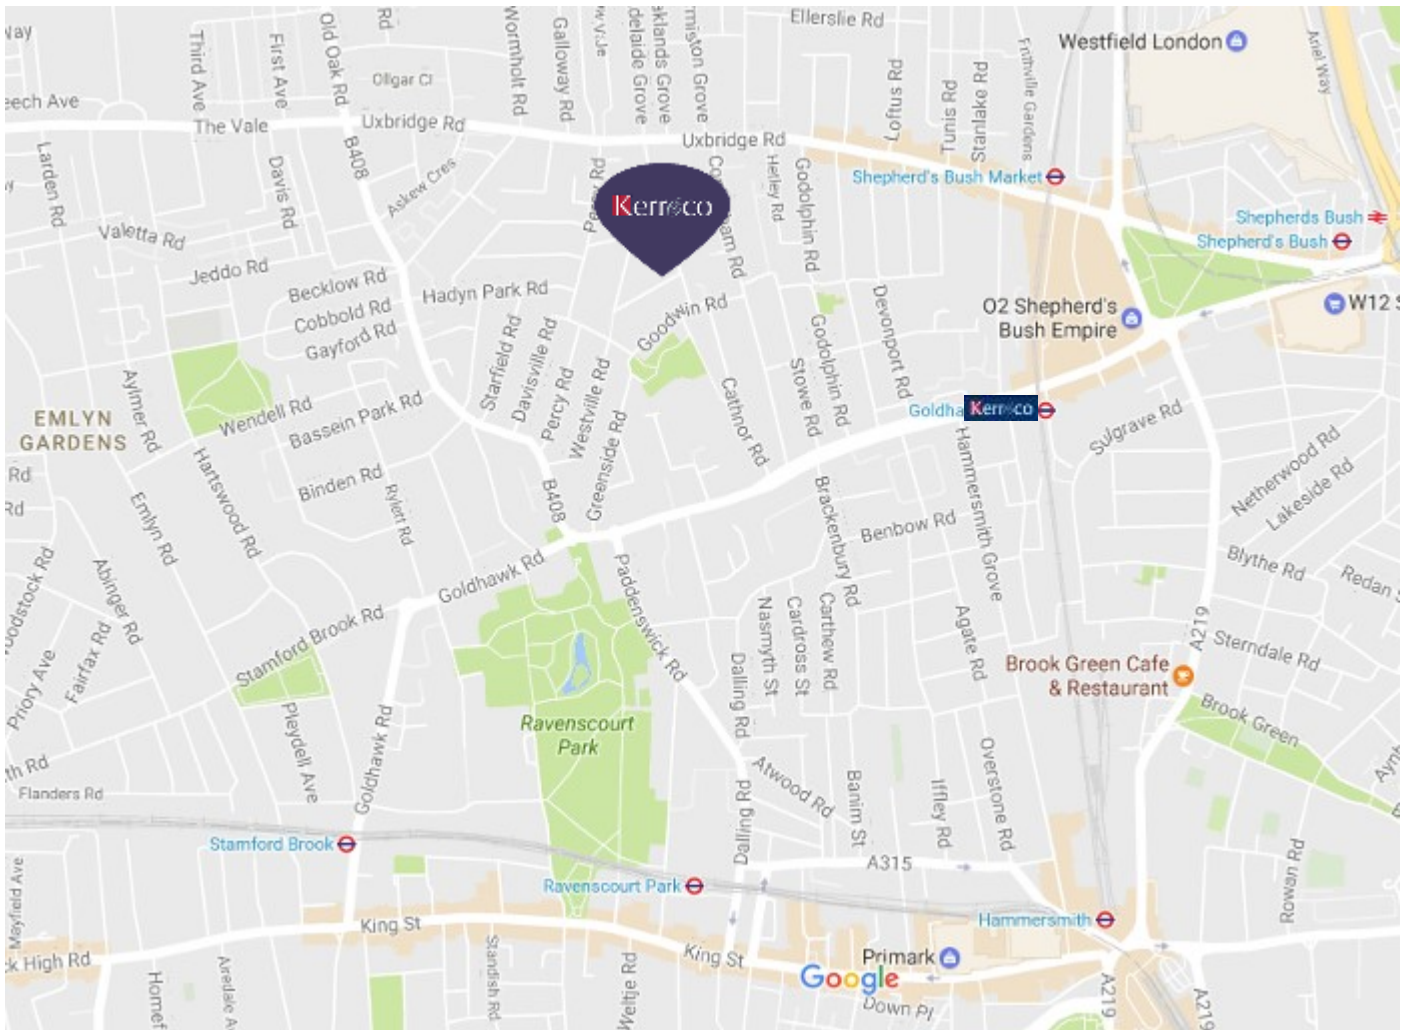 Ellerslie Rd
Westfield London
Ariel Way
Third Ave
First Ave
Old Oak Rd
Rd
Wormholt Rd
Galloway Rd
Ollgar Cl
Loftus Rd
Tunis Rd
Stanlake Rd
Frithville Gardens
The Vale
Uxbridge Rd
Uxbridge Rd
B408
Larden Rd
Davis Rd
Askew Cres
Hetley Rd
Godolphin Rd
Shepherd's Bush Market
Shepherds Bush
Shepherd's Bush
Kerr&co
Valetta Rd
Jeddo Rd
Becklow Rd
Hadyn Park Rd
Cobbold Rd
Gayford Rd
Goodwin Rd
Devonport Rd
O2 Shepherd's
Bush Empire
W12
Starfield Rd
Davisville Rd
Percy Rd
Westville Rd
Greenside Rd
Cathnor Rd
Stowe Rd
Godolphin Rd
Kerr&co
Aylmer Rd
EMLYN
GARDENS
Wendell Rd
Bassein Park Rd
Sulgrave Rd
Rd
Rd
Hartswood Rd
Binden Rd
Rylett Rd
B408
Brackenbury Rd
Benbow Rd
Hammersmith Grove
Netherwood Rd
Lakeside Rd
Emlyn Rd
Abinger Rd
Goldhawk Rd
Paddenswick Rd
Blythe Rd
Redan
Priory Ave
Fairfax Rd
Stamford Brook Rd
Nasmyth St
Cardross St
Carthew Rd
Agate Rd
A219
Sterndale Rd
Dalling Rd
Brook Green Cafe
& Restaurant
Ravenscourt
Park
Pleydell Ave
Goldhawk Rd
Brook Green
Overstone Rd
Atwood Rd
Flanders Rd
Dalling Rd
Banim St
Iffley Rd
Stamford Brook
A315
Ravenscourt Park
Rowan Rd
Mayfield Ave
King St
Hammersmith
King St
Primark
Google
Standish Rd
Weltje Rd
Down Pl
A219
A219